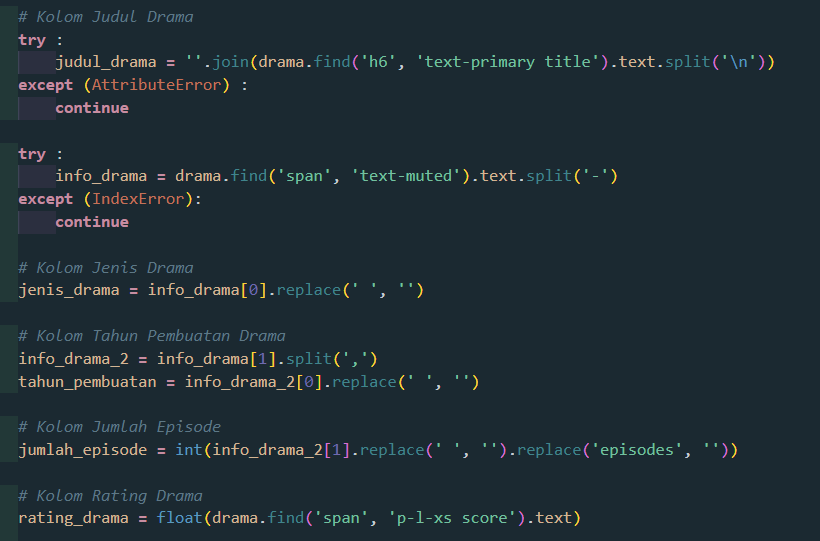 # Kolom Judul Drama
try :
    judul_drama = ''.join(drama.find('h6', 'text-primary title').text.split('\n'))
except (AttributeError) :
    continue
try :
    info_drama = drama.find('span', 'text-muted').text.split('-')
except (IndexError):
    continue
# Kolom Jenis Drama
jenis_drama = info_drama[0].replace(' ', '')
# Kolom Tahun Pembuatan Drama
info_drama_2 = info_drama[1].split(',')
tahun_pembuatan = info_drama_2[0].replace(' ', '')
# Kolom Jumlah Episode
jumlah_episode = int(info_drama_2[1].replace(' ', '').replace('episodes', ''))
# Kolom Rating Drama
rating_drama = float(drama.find('span', 'p-l-xs score').text)